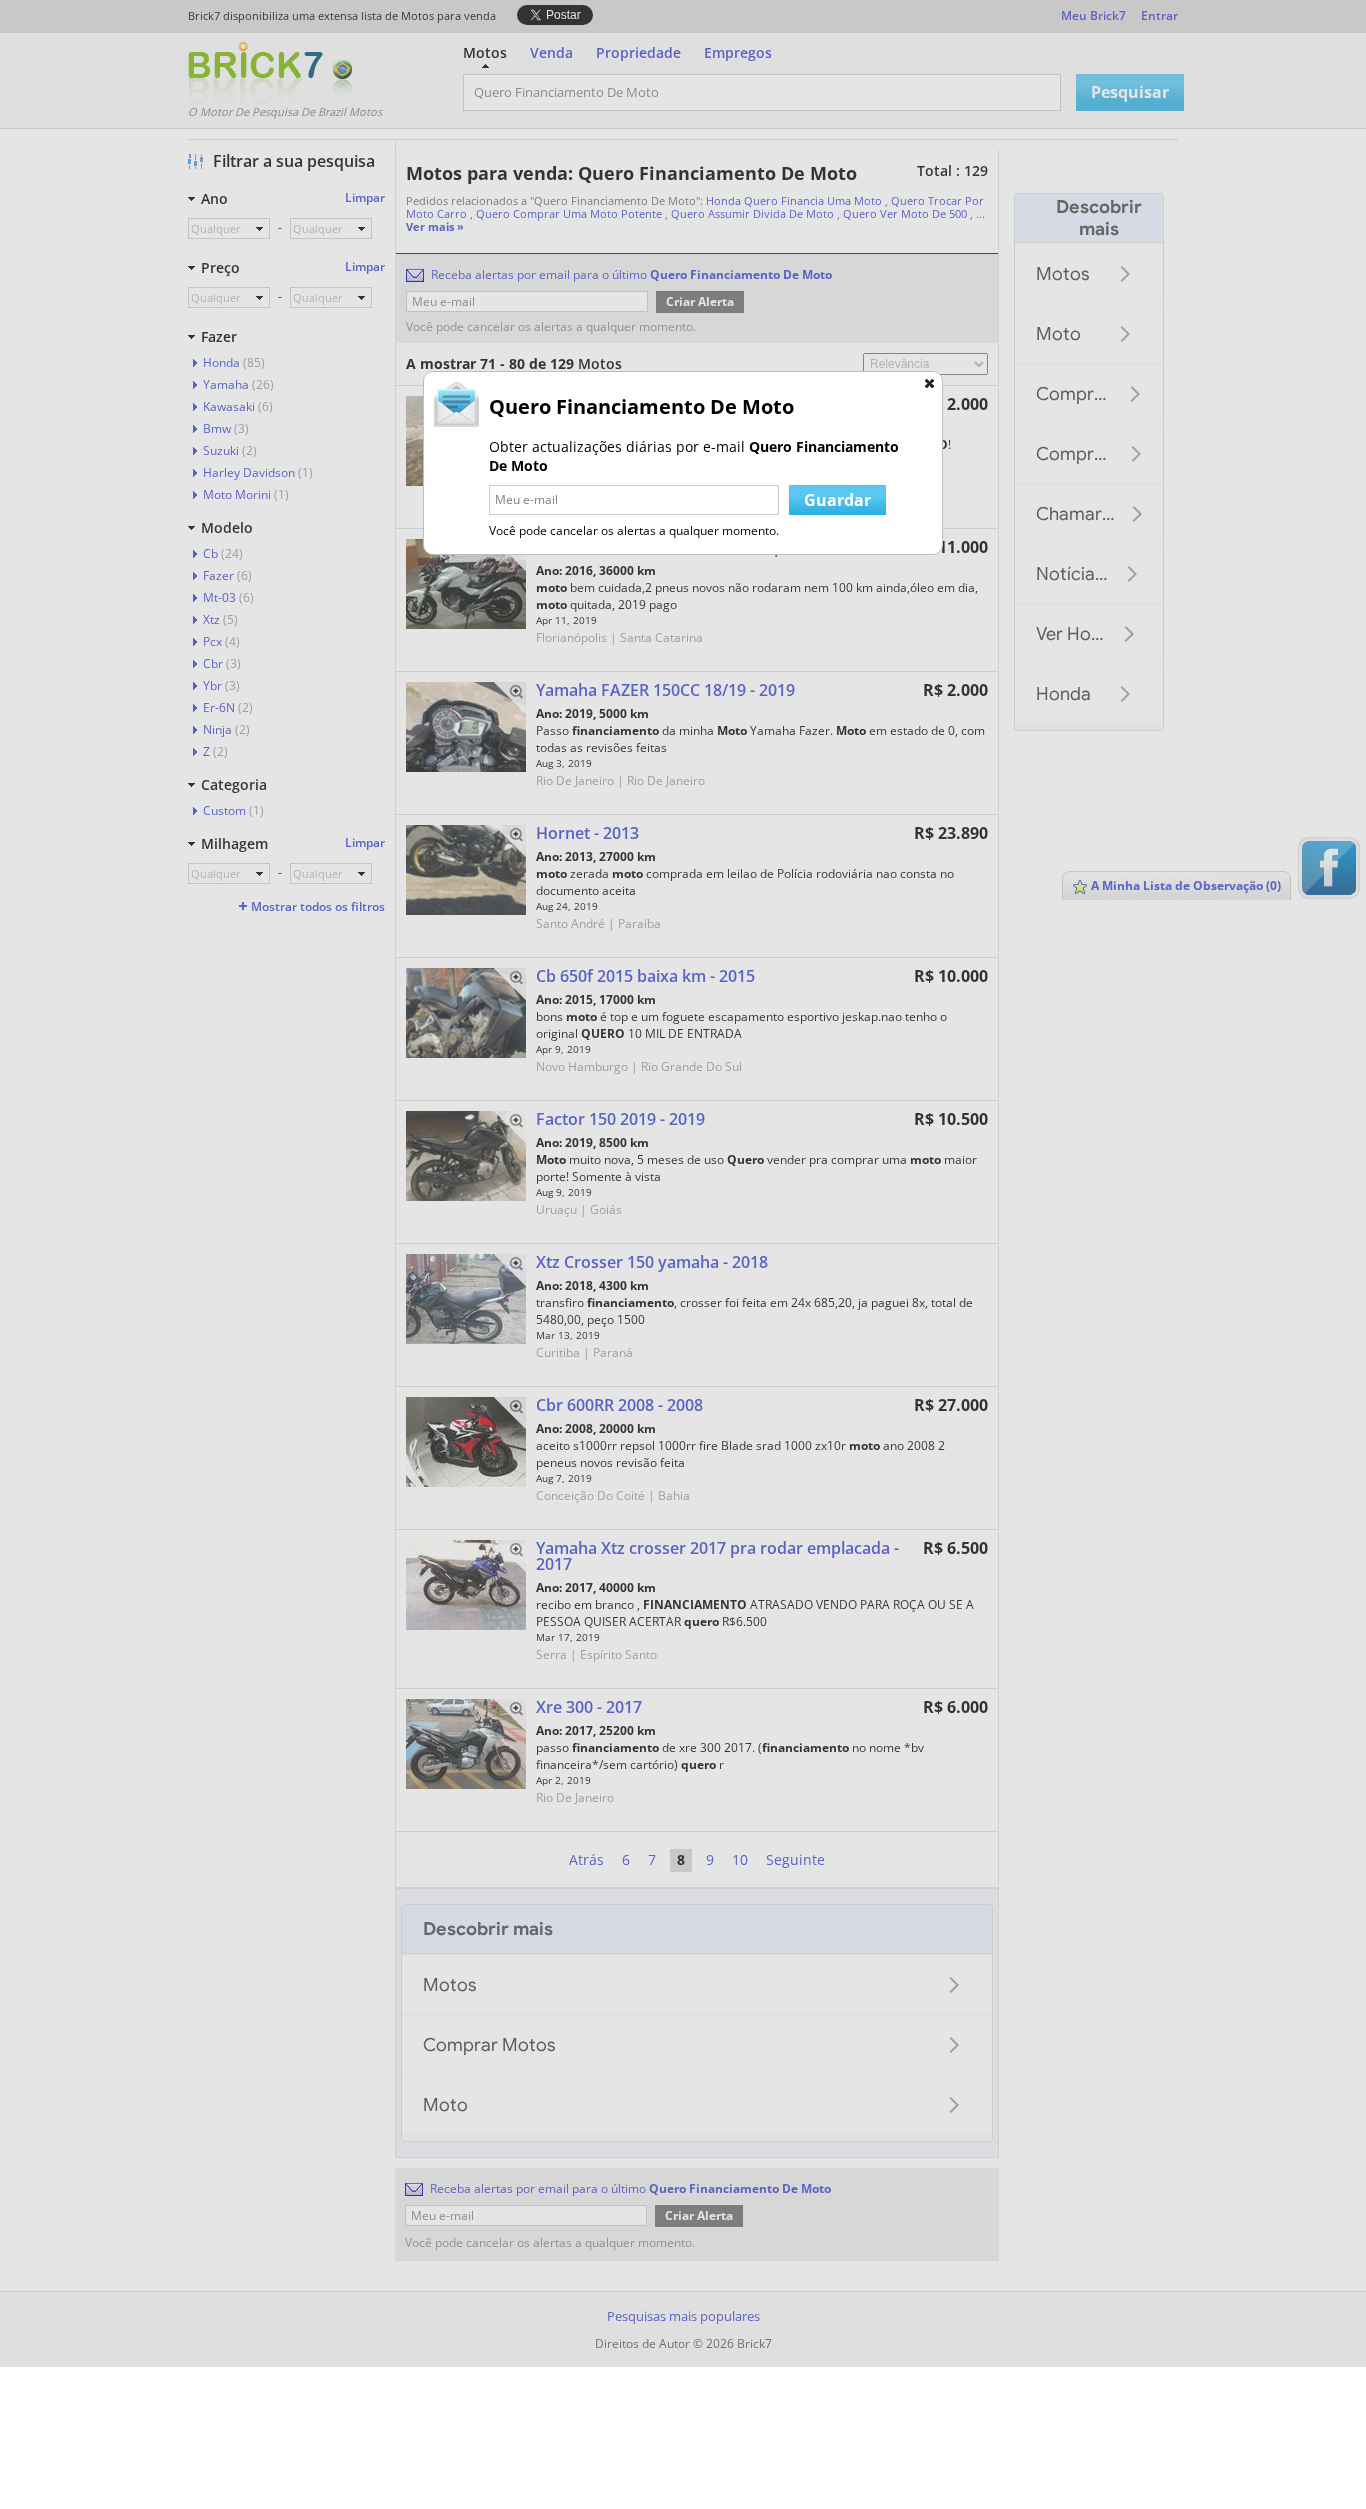 Brick7 disponibiliza uma extensa lista de Motos para venda
Postar
Meu Brick7
Entrar
BRICK7
O Motor De Pesquisa De Brazil Motos
Motos
Venda
Propriedade
Empregos
Quero Financiamento De Moto
Pesquisar
Filtrar a sua pesquisa
Ano
Limpar
Qualquer - Qualquer
Preço
Limpar
Qualquer - Qualquer
Fazer
Honda (85)
Yamaha (26)
Kawasaki (6)
Bmw (3)
Suzuki (2)
Harley Davidson (1)
Moto Morini (1)
Modelo
Cb (24)
Fazer (6)
Mt-03 (6)
Xtz (5)
Pcx (4)
Cbr (3)
Ybr (3)
Er-6N (2)
Ninja (2)
Z (2)
Categoria
Custom (1)
Milhagem
Limpar
Qualquer - Qualquer
+ Mostrar todos os filtros
Motos para venda: Quero Financiamento De Moto
Total : 129
Pedidos relacionados a "Quero Financiamento De Moto": Honda Quero Financia Uma Moto , Quero Trocar Por
Moto Carro , Quero Comprar Uma Moto Potente , Quero Assumir Divida De Moto , Quero Ver Moto De 500 , ...
Ver mais »
Receba alertas por email para o último Quero Financiamento De Moto
Meu e-mail
Criar Alerta
Você pode cancelar os alertas a qualquer momento.
A mostrar 71 - 80 de 129 Motos
Relevância
2.000
Quero Financiamento De Moto
Obter actualizações diárias por e-mail Quero Financiamento
De Moto
Meu e-mail
Guardar
Você pode cancelar os alertas a qualquer momento.
11.000
Ano: 2016, 36000 km
moto bem cuidada,2 pneus novos não rodaram nem 100 km ainda,óleo em dia,
moto quitada, 2019 pago
Apr 11, 2019
Florianópolis | Santa Catarina
Yamaha FAZER 150CC 18/19 - 2019
R$ 2.000
Ano: 2019, 5000 km
Passo financiamento da minha Moto Yamaha Fazer. Moto em estado de 0, com
todas as revisões feitas
Aug 3, 2019
Rio De Janeiro | Rio De Janeiro
Hornet - 2013
R$ 23.890
Ano: 2013, 27000 km
moto zerada moto comprada em leilao de Polícia rodoviária nao consta no
documento aceita
Aug 24, 2019
Santo André | Paraíba
Cb 650f 2015 baixa km - 2015
R$ 10.000
Ano: 2015, 17000 km
bons moto é top e um foguete escapamento esportivo jeskap.nao tenho o
original QUERO 10 MIL DE ENTRADA
Apr 9, 2019
Novo Hamburgo | Rio Grande Do Sul
Factor 150 2019 - 2019
R$ 10.500
Ano: 2019, 8500 km
Moto muito nova, 5 meses de uso Quero vender pra comprar uma moto maior
porte! Somente à vista
Aug 9, 2019
Uruaçu | Goiás
Xtz Crosser 150 yamaha - 2018
Ano: 2018, 4300 km
transfiro financiamento, crosser foi feita em 24x 685,20, ja paguei 8x, total de
5480,00, peço 1500
Mar 13, 2019
Curitiba | Paraná
Cbr 600RR 2008 - 2008
R$ 27.000
Ano: 2008, 20000 km
aceito s1000rr repsol 1000rr fire Blade srad 1000 zx10r moto ano 2008 2
peneus novos revisão feita
Aug 7, 2019
Conceição Do Coité | Bahia
Yamaha Xtz crosser 2017 pra rodar emplacada -
2017
R$ 6.500
Ano: 2017, 40000 km
recibo em branco , FINANCIAMENTO ATRASADO VENDO PARA ROÇA OU SE A
PESSOA QUISER ACERTAR quero R$6.500
Mar 17, 2019
Serra | Espírito Santo
Xre 300 - 2017
R$ 6.000
Ano: 2017, 25200 km
passo financiamento de xre 300 2017. (financiamento no nome *bv
financeira*/sem cartório) quero r
Apr 2, 2019
Rio De Janeiro
Atrás 6 7 8 9 10 Seguinte
Descobrir mais
Motos
Comprar Motos
Moto
Receba alertas por email para o último Quero Financiamento De Moto
Meu e-mail
Criar Alerta
Você pode cancelar os alertas a qualquer momento.
Descobrir
mais
Motos
Moto
Compr...
Compr...
Chamar...
Notícia...
Ver Ho...
Honda
A Minha Lista de Observação (0)
f
Pesquisas mais populares
Direitos de Autor © 2026 Brick7